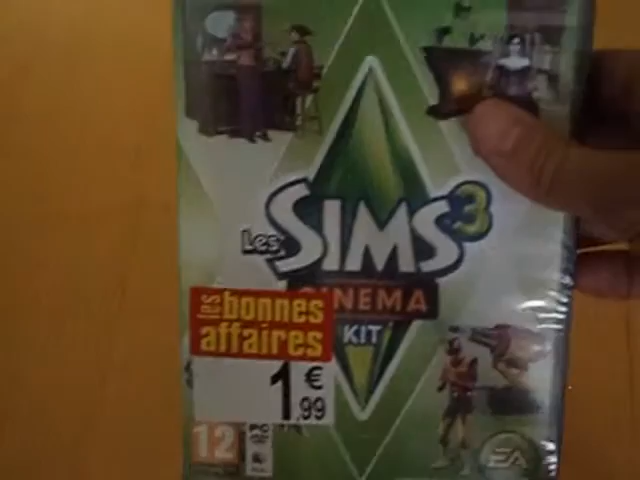 Les SIMS 3
CINEMA
KIT
les bonnes
affaires
1,99 €
12
PC
EA